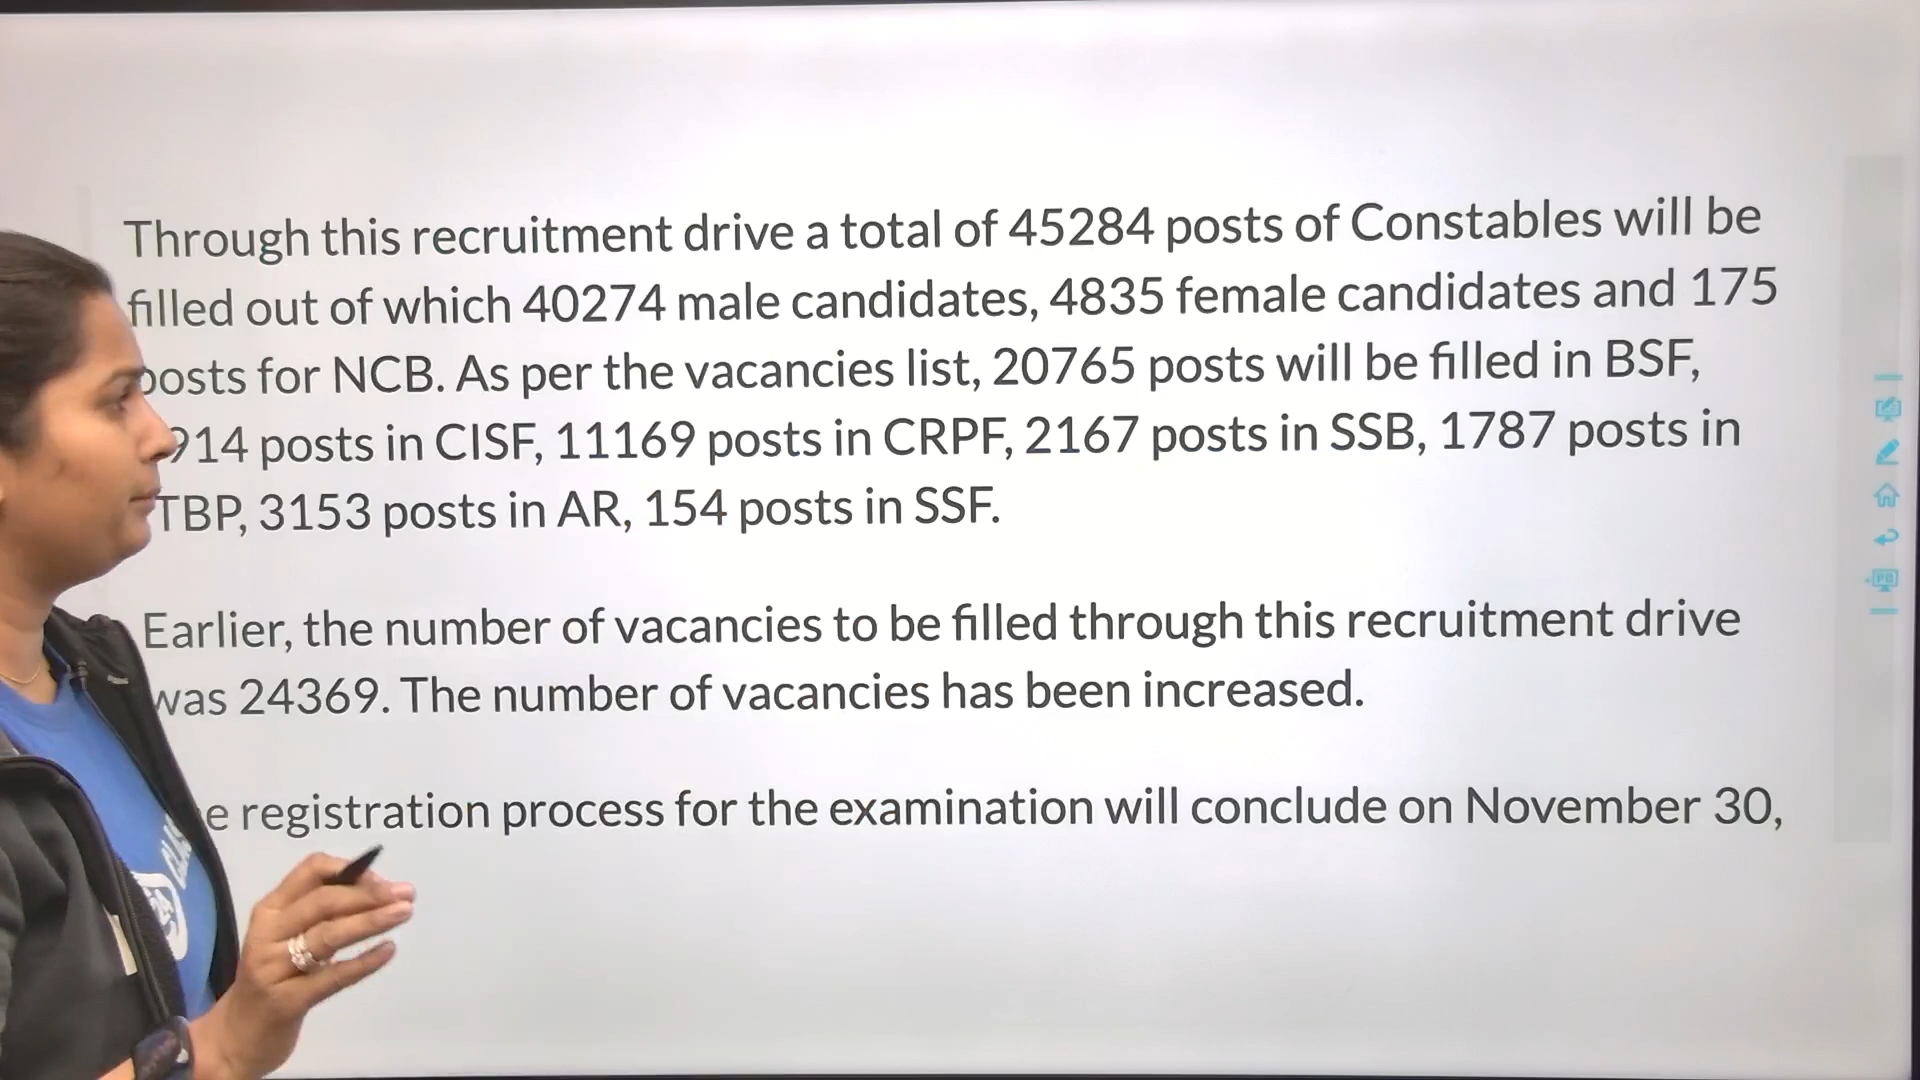 Through this recruitment drive a total of 45284 posts of Constables will be
filled out of which 40274 male candidates, 4835 female candidates and 175
posts for NCB. As per the vacancies list, 20765 posts will be filled in BSF,
914 posts in CISF, 11169 posts in CRPF, 2167 posts in SSB, 1787 posts in
TBP, 3153 posts in AR, 154 posts in SSF.
Earlier, the number of vacancies to be filled through this recruitment drive
was 24369. The number of vacancies has been increased.
e registration process for the examination will conclude on November 30,